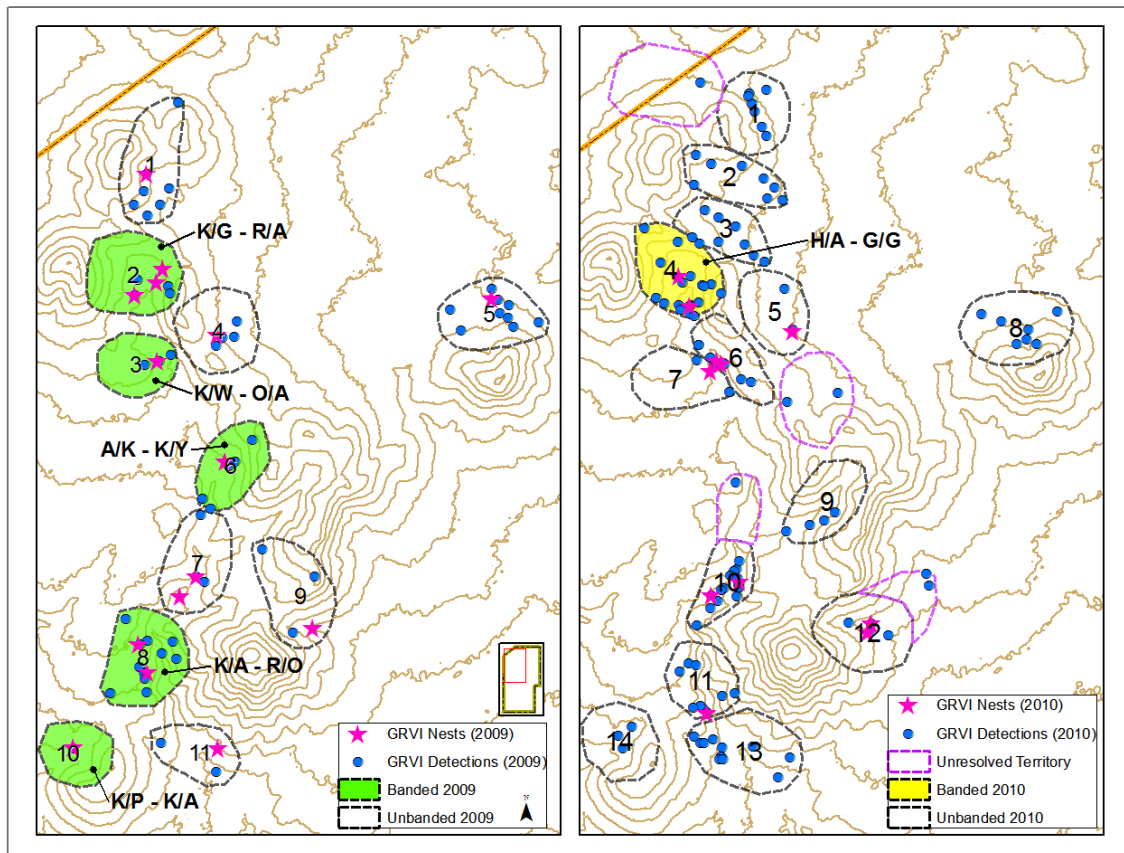 1
K/G - R/A
2
4
5
3
K/W - O/A
A/K - K/Y
6
7
9
8
K/A - R/O
10
11
K/P - K/A
GRVI Nests (2009)
GRVI Detections (2009)
Banded 2009
Unbanded 2009
N
1
2
3
H/A - G/G
4
5
8
6
7
9
10
12
11
14
13
GRVI Nests (2010)
GRVI Detections (2010)
Unresolved Territory
Banded 2010
Unbanded 2010